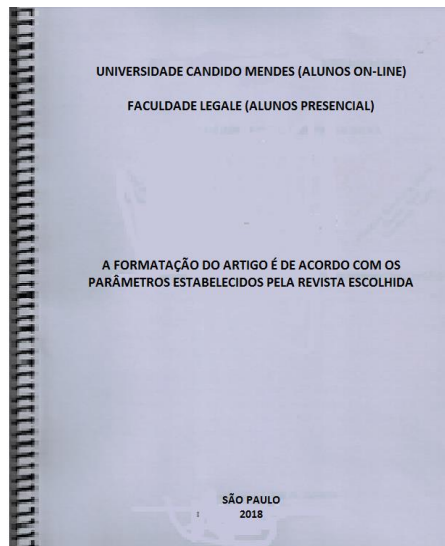 UNIVERSIDADE CANDIDO MENDES (ALUNOS ON-LINE)
FACULDADE LEGALE (ALUNOS PRESENCIAL)
A FORMATAÇÃO DO ARTIGO É DE ACORDO COM OS
PARÂMETROS ESTABELECIDOS PELA REVISTA ESCOLHIDA
SÃO PAULO
2018